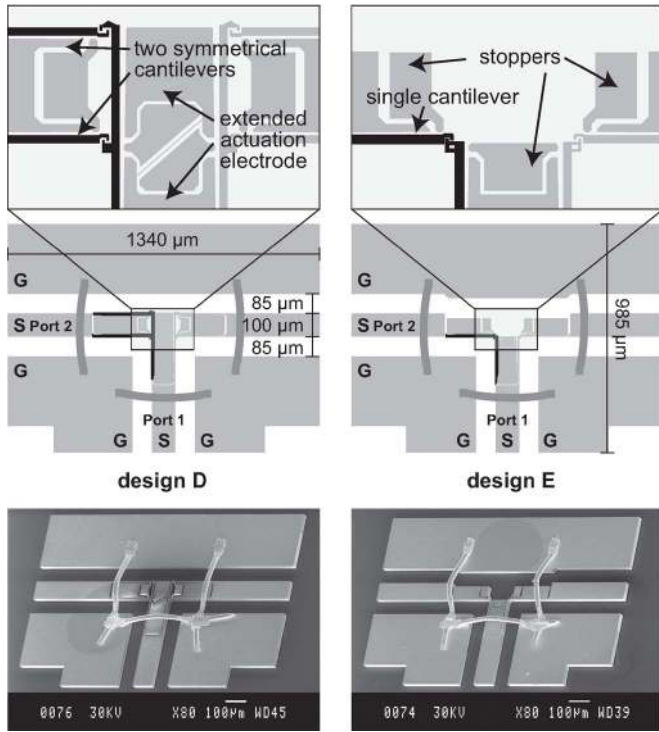 two symmetrical
cantilevers
extended
actuation
electrode
stoppers
single cantilever
1340 µm
G
85 µm
S Port 2
100 µm
85 µm
G
Port 1
G S G
design D
G
S Port 2
985 µm
G
Port 1
G S G
design E
0076 30KV X80 100µm WD45
0074 30KV X80 100µm WD39